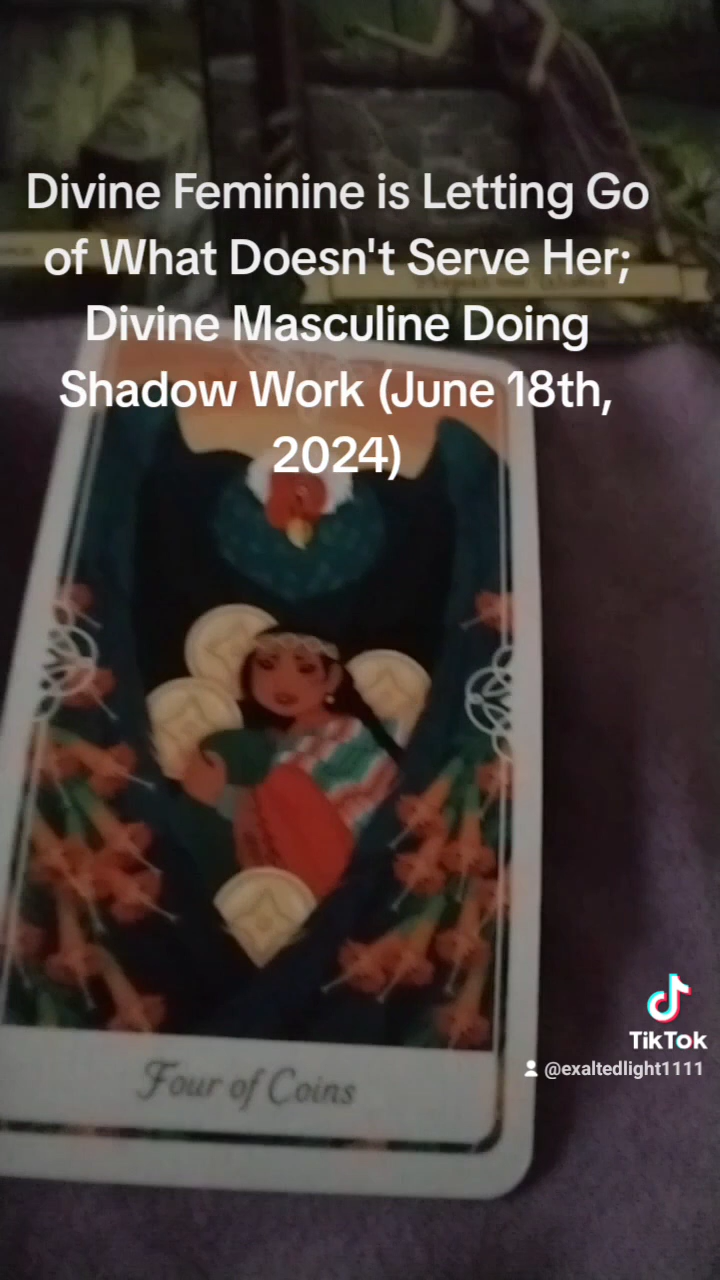 Divine Feminine is Letting Go
of What Doesn't Serve Her;
Divine Masculine Doing
Shadow Work (June 18th,
2024)
Four of Coins
TikTok
@exaltedlight1111